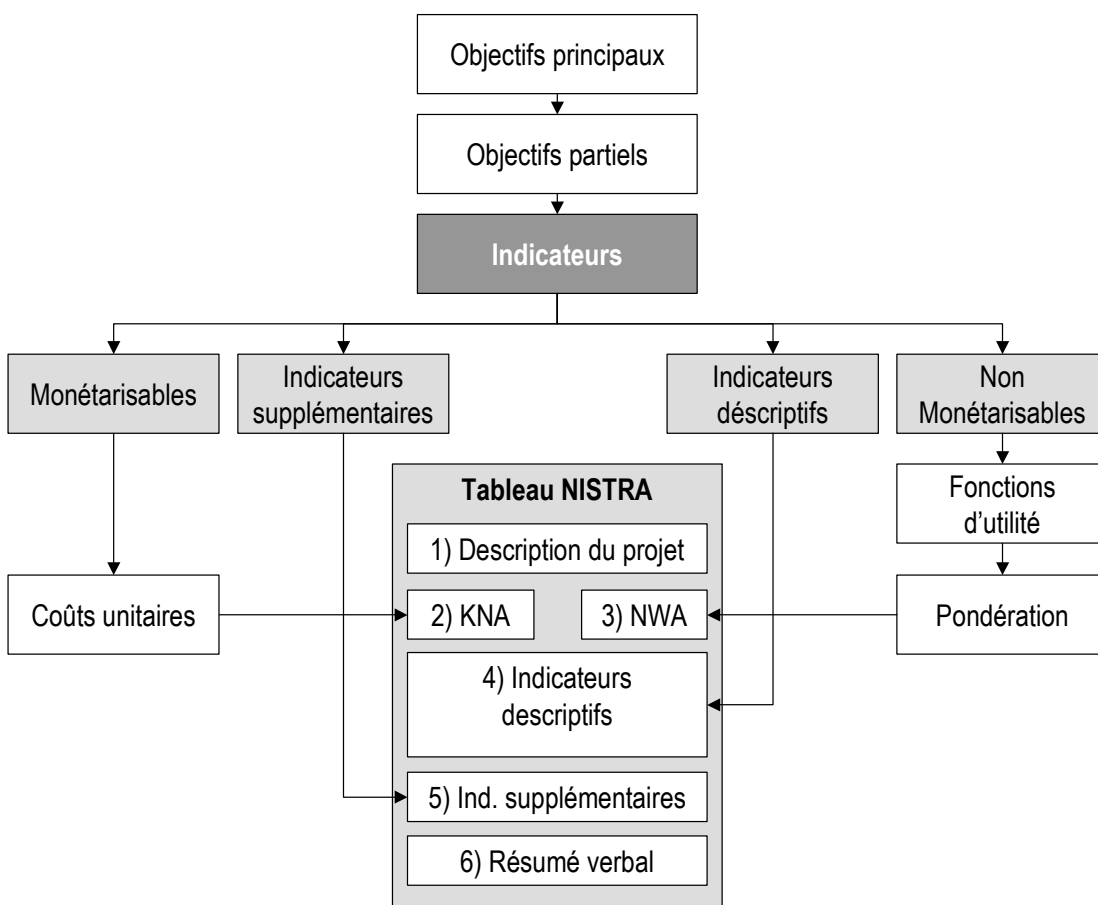 Objectifs principaux
Objectifs partiels
Indicateurs
Monétarisables
Indicateurs
supplémentaires
Indicateurs
déscriptifs
Non
Monétarisables
Tableau NISTRA
Fonctions
d’utilité
1) Description du projet
Coûts unitaires
2) KNA
3) NWA
Pondération
4) Indicateurs
descriptifs
5) Ind. supplémentaires
6) Résumé verbal